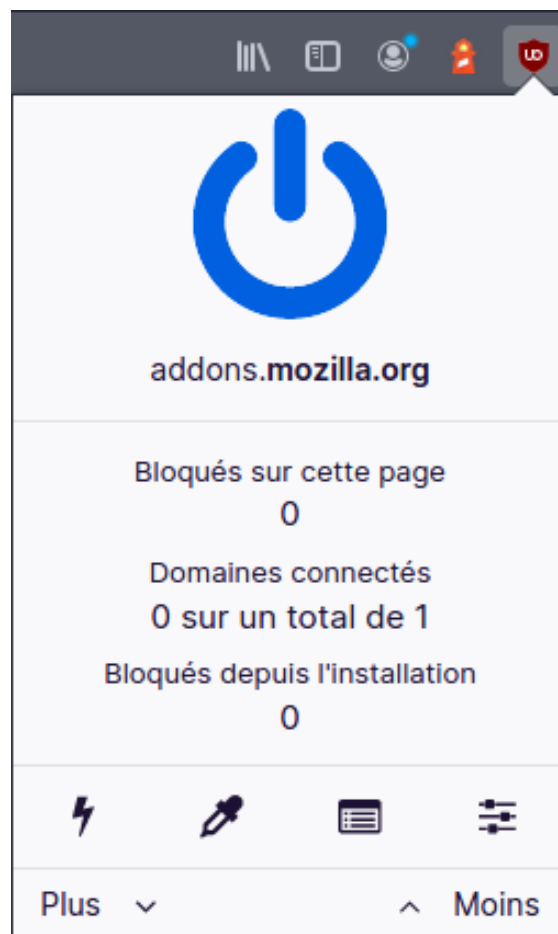 addons.mozilla.org
Bloqués sur cette page
0
Domaines connectés
0 sur un total de 1
Bloqués depuis l'installation
0
Plus Moins